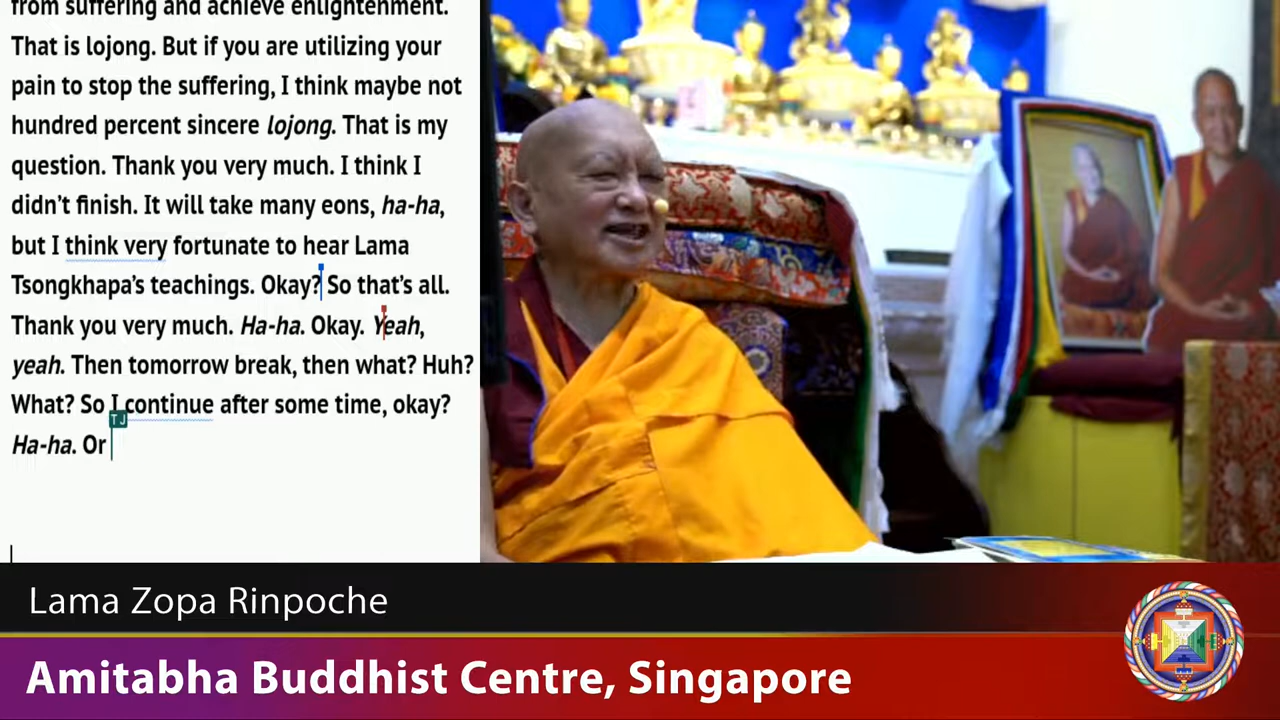 from suffering and achieve enlightenment.
That is lojong. But if you are utilizing your
pain to stop the suffering, I think maybe not
hundred percent sincere lojong. That is my
question. Thank you very much. I think I
didn’t finish. It will take many eons, ha-ha,
but I think very fortunate to hear Lama
Tsongkhapa’s teachings. Okay? So that’s all.
Thank you very much. Ha-ha. Okay. Yeah,
yeah. Then tomorrow break, then what? Huh?
What? So I continue after some time, okay?
TJ
Ha-ha. Or
Lama Zopa Rinpoche
Amitabha Buddhist Centre, Singapore